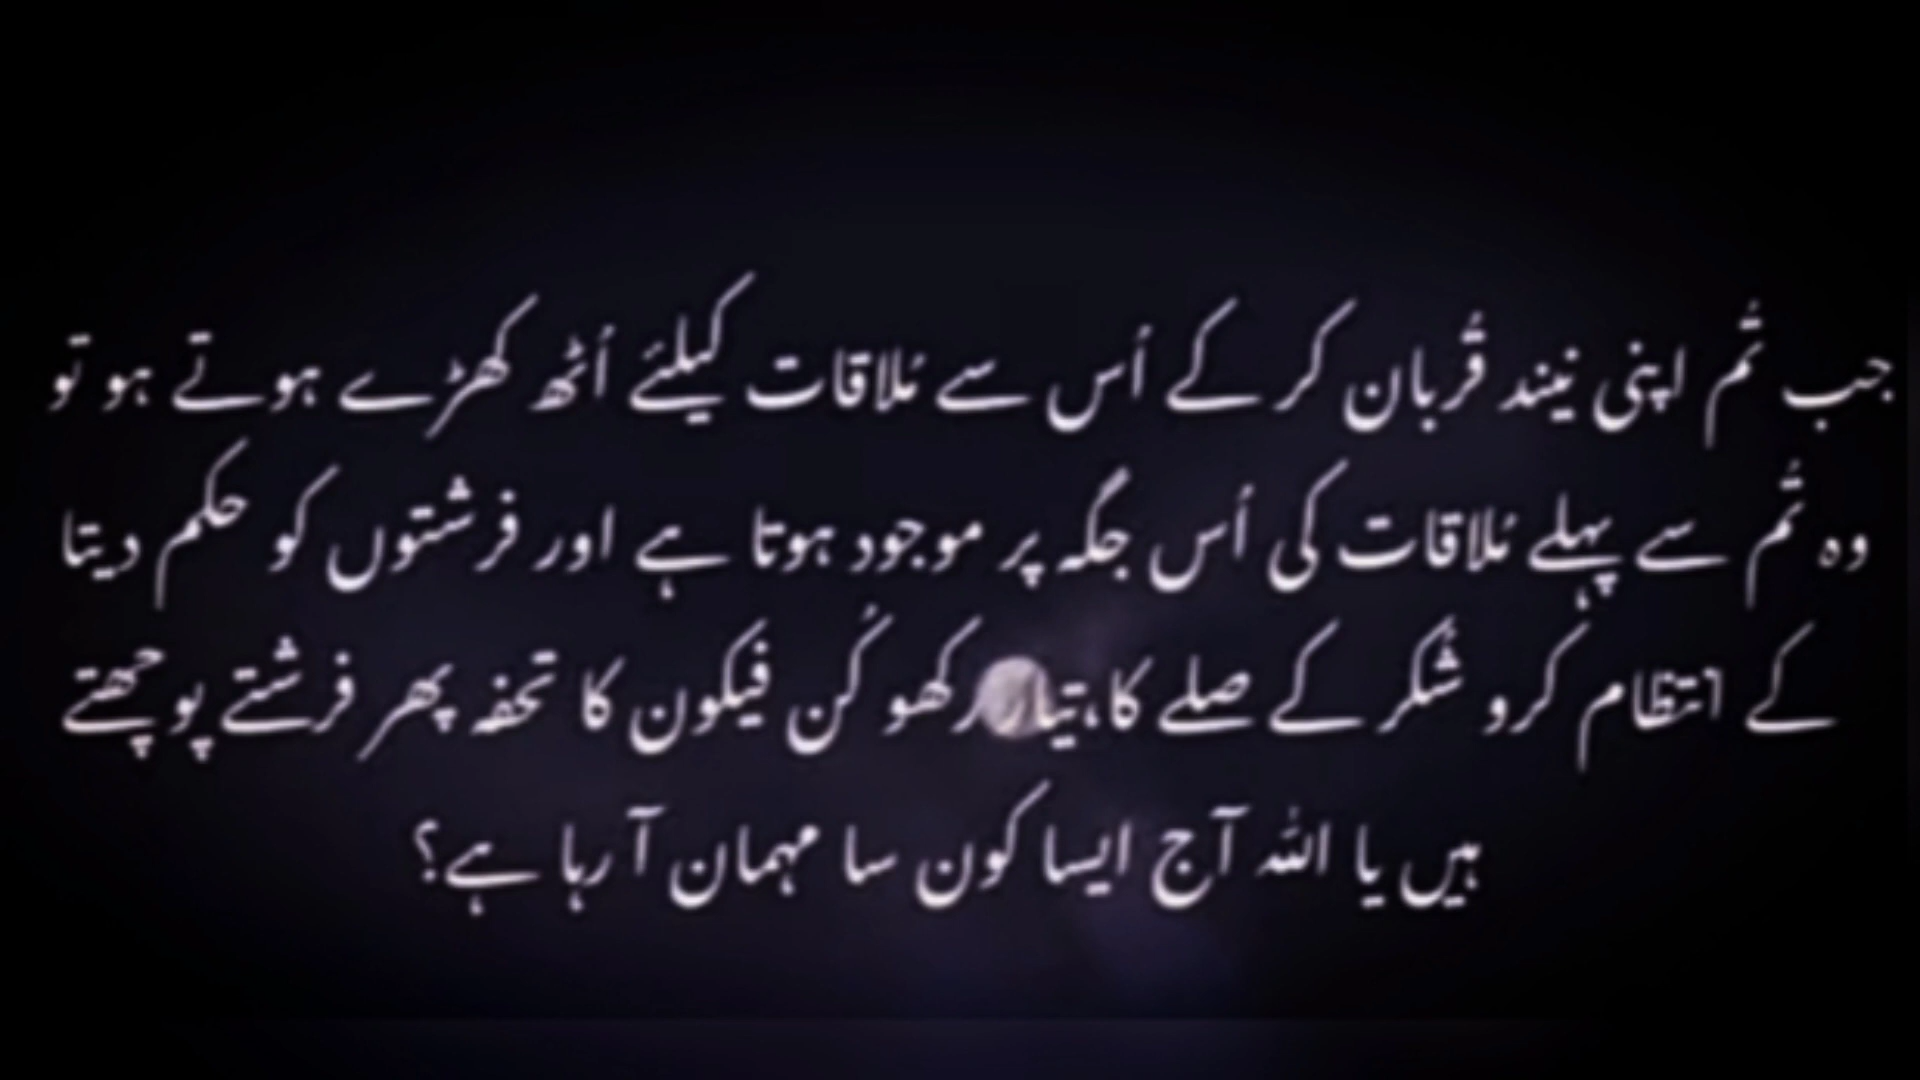 جب تُم اپنی نیند قُربان کر کے اُس سے مُلاقات کیلئے اُٹھ کھڑے ہوتے ہو تو
وہ تُم سے پہلے مُلاقات کی اُس جگہ پر موجود ہوتا ہے اور فرشتوں کو حکم دیتا
کے انتظام کرو شُکر کے صلے کا،تیار رکھو کُن فیکون کا تحفہ پھر فرشتے پوچھتے
ہیں یا اللہ آج ایسا کون سا مہمان آ رہا ہے؟